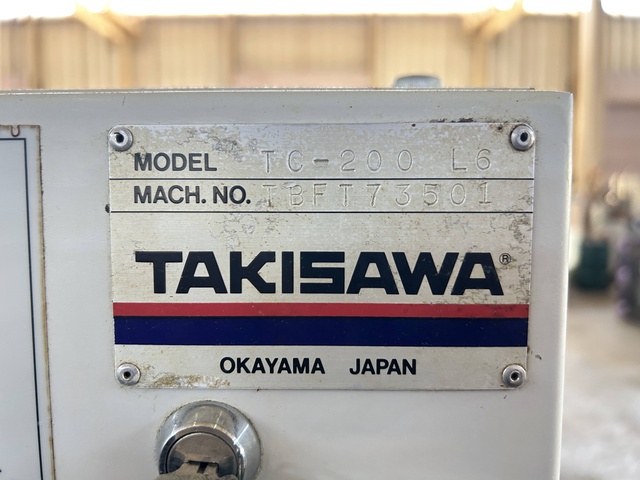 MODEL TC-200 L6
MACH. NO. TBFT73501
TAKISAWA®
OKAYAMA JAPAN